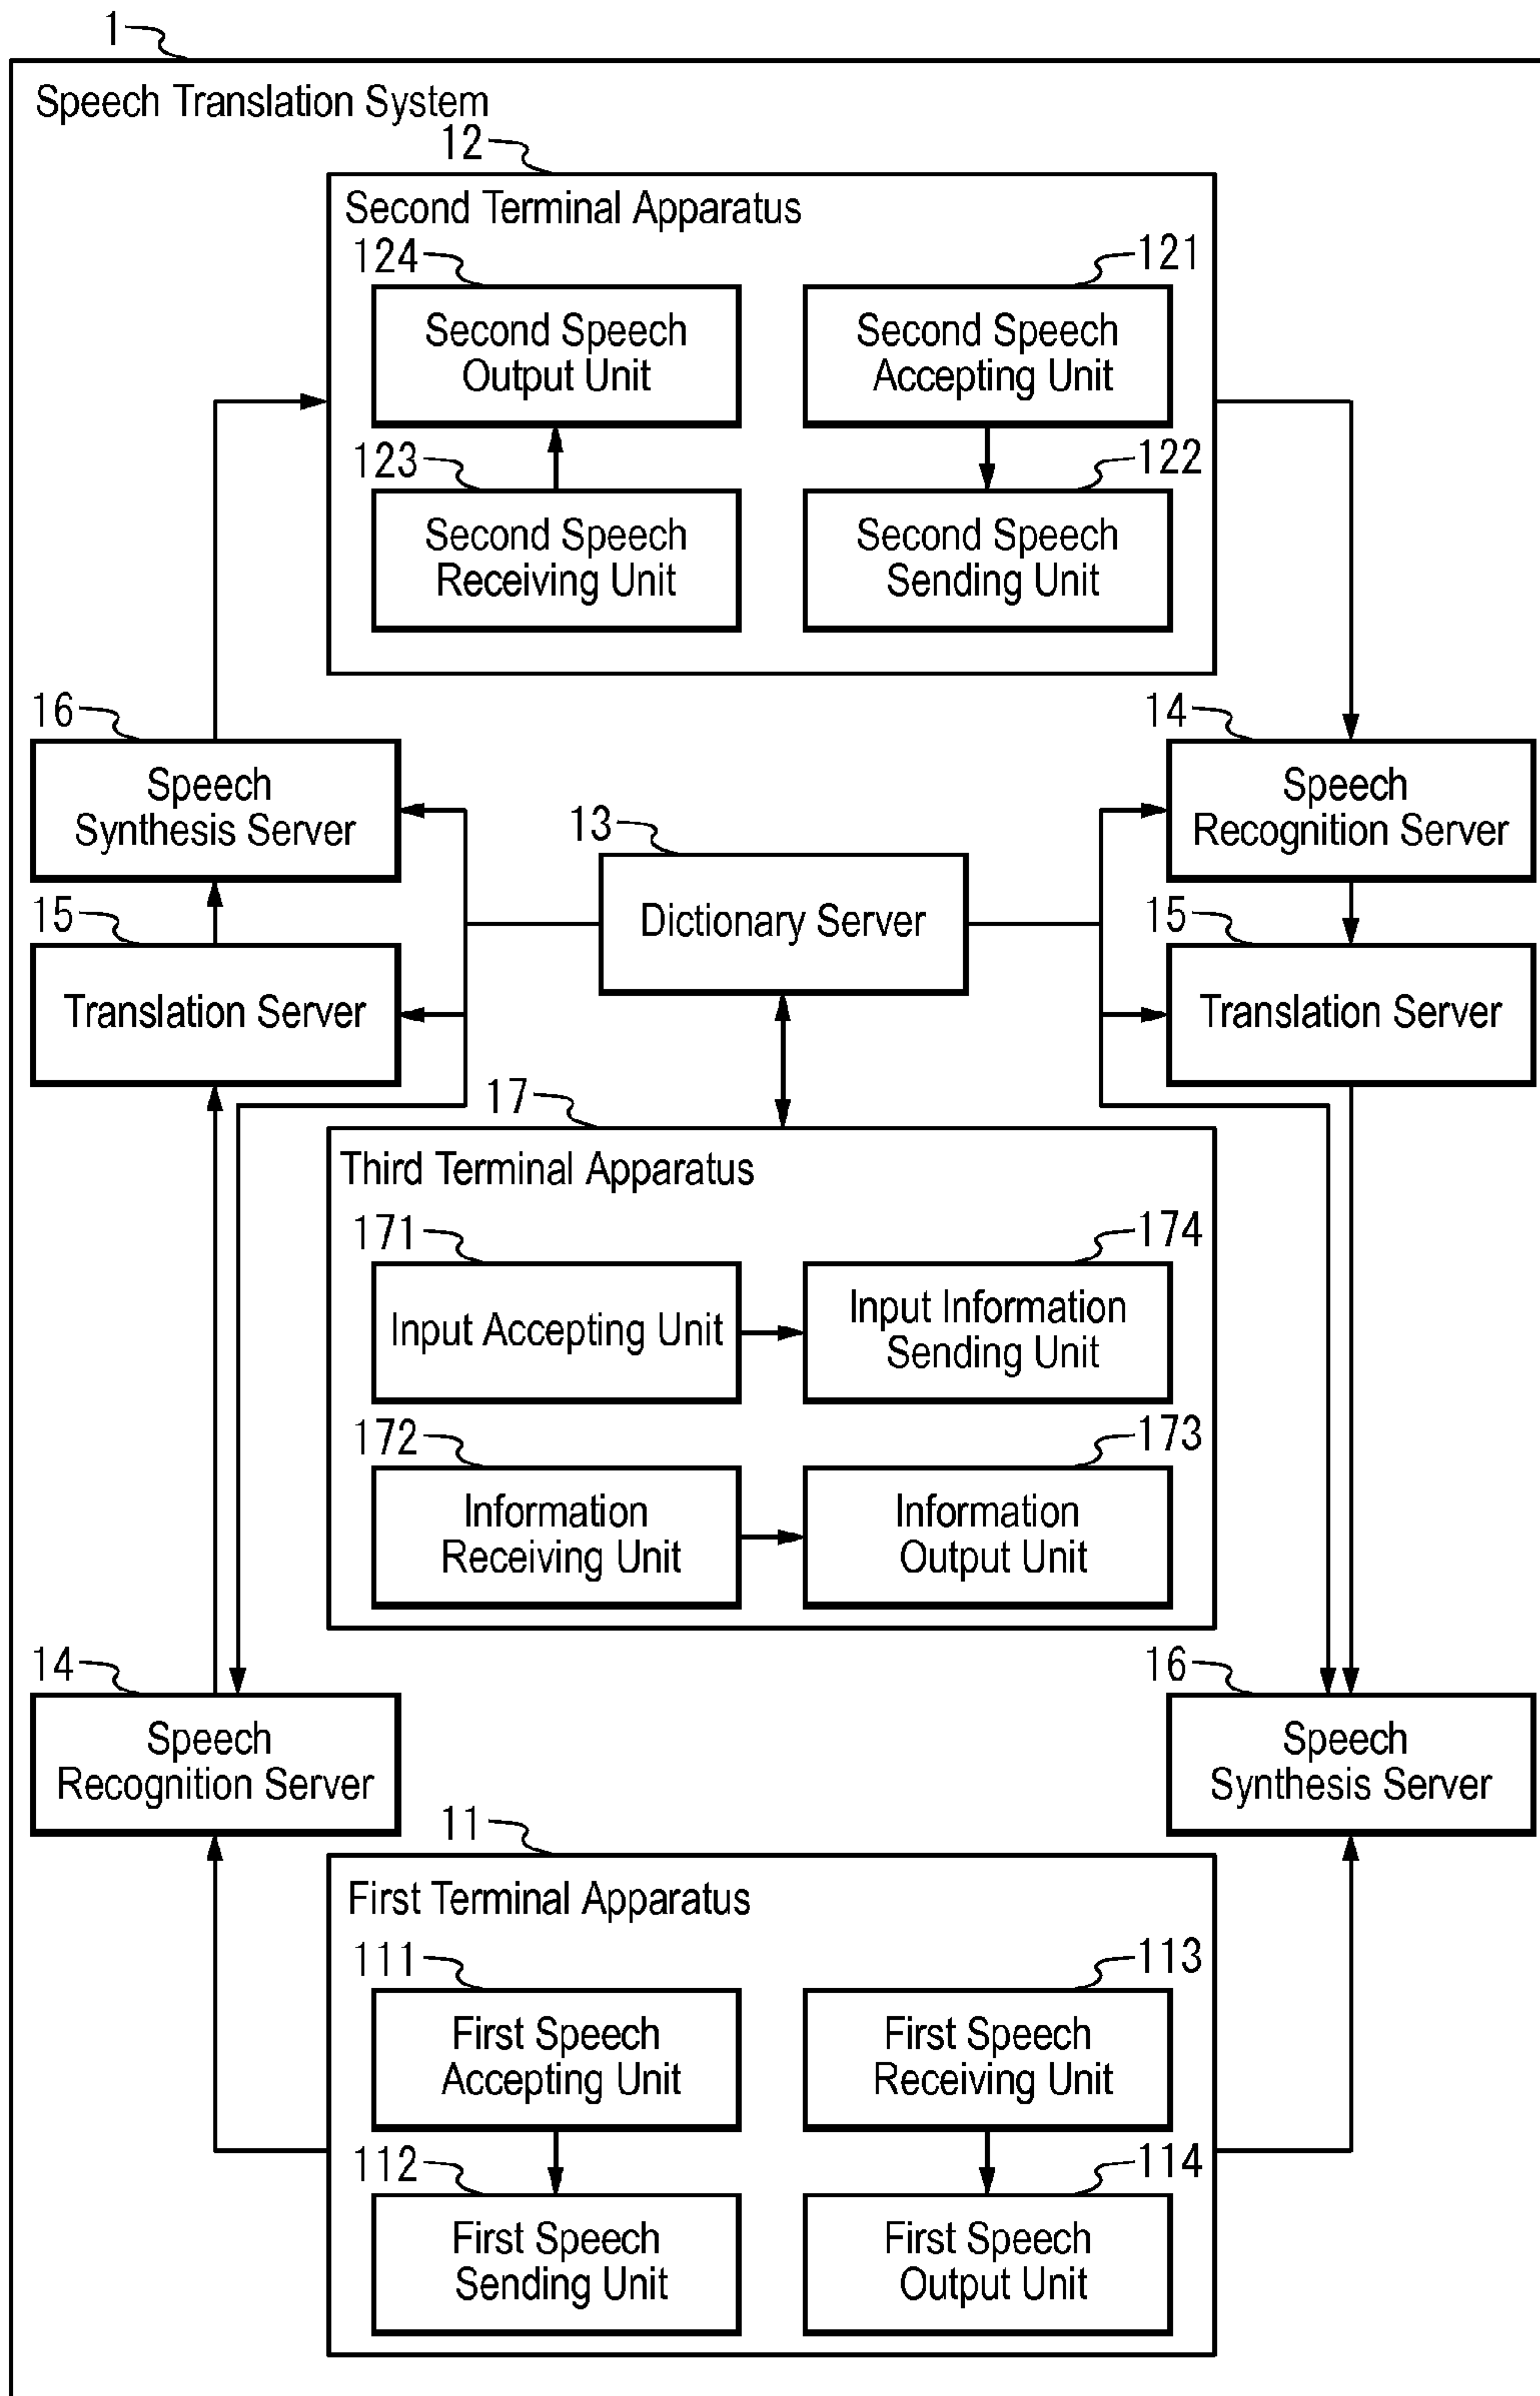 1
Speech Translation System
12
Second Terminal Apparatus
124
121
Second Speech
Output Unit
Second Speech
Accepting Unit
123
122
Second Speech
Receiving Unit
Second Speech
Sending Unit
16
14
Speech
Synthesis Server
Speech
Recognition Server
13
Dictionary Server
15
15
Translation Server
Translation Server
17
Third Terminal Apparatus
171
174
Input Accepting Unit
Input Information
Sending Unit
172
173
Information
Receiving Unit
Information
Output Unit
14
16
Speech
Recognition Server
Speech
Synthesis Server
11
First Terminal Apparatus
111
113
First Speech
Accepting Unit
First Speech
Receiving Unit
112
114
First Speech
Sending Unit
First Speech
Output Unit